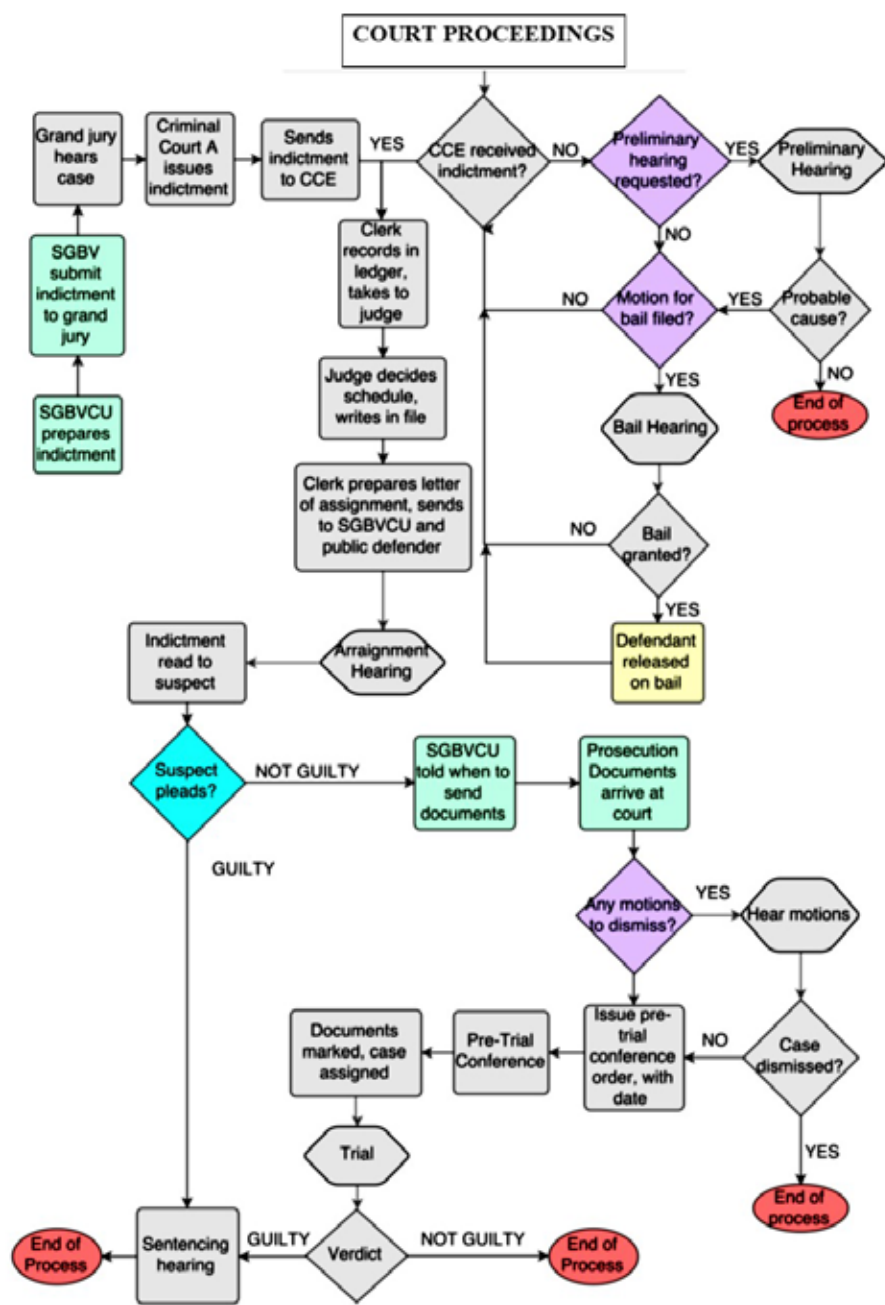 COURT PROCEEDINGS
Grand jury
hears
case
Criminal
Court A
issues
indictment
Sends
indictment
to CCE
YES
CCE received
indictment?
NO
Preliminary
hearing
requested?
YES
Preliminary
Hearing
SGBV
submit
indictment
to grand
jury
Clerk
records in
ledger,
takes to
judge
NO
NO
Motion for
bail filed?
YES
Probable
cause?
SGBVCU
prepares
indictment
Judge decides
schedule,
writes in file
YES
NO
End of
process
Bail Hearing
Clerk prepares letter
of assignment, sends
to SGBVCU and
public defender
NO
Bail
granted?
YES
Indictment
read to
suspect
Arraignment
Hearing
Defendant
released
on bail
Suspect
pleads?
NOT GUILTY
SGBVCU
told when to
send
documents
Prosecution
Documents
arrive at
court
GUILTY
Any motions
to dismiss?
YES
Hear motions
Documents
marked, case
assigned
Pre-Trial
Conference
Issue pre-
trial
conference
order, with
date
NO
Case
dismissed?
Trial
YES
End of
process
End of
Process
Sentencing
hearing
GUILTY
Verdict
NOT GUILTY
End of
Process